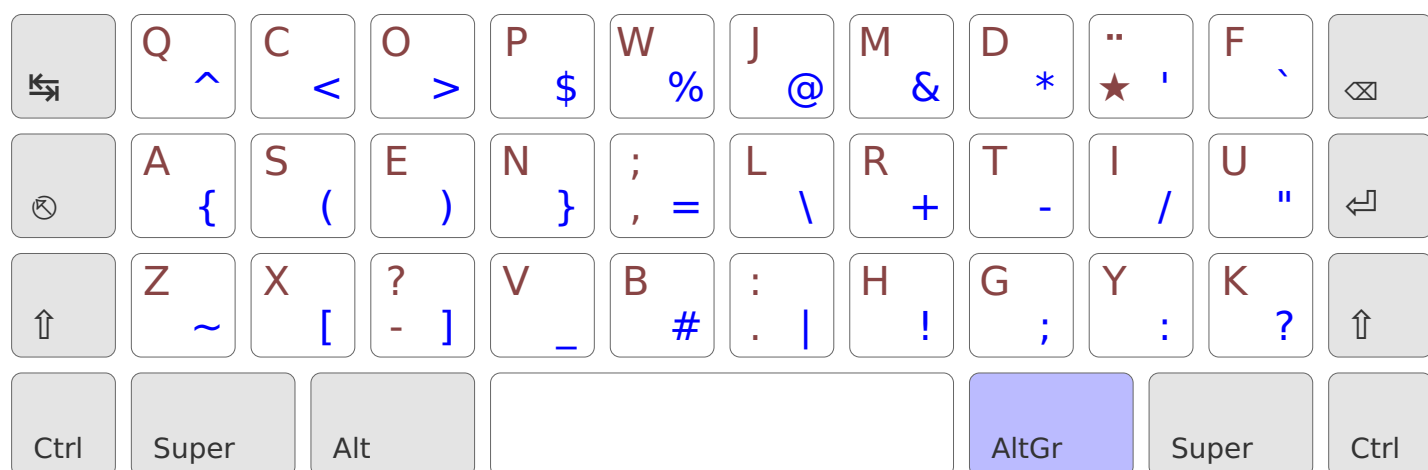 ↹ Q ^ C < O > P $ W % J @ M & D * ¨ ★ ' F ` ⌫
⎋ A { S ( E ) N } ; , = L \ R + T - I / U " ⏎
⇧ Z ~ X [ ? - ] V _ B # : . | H ! G ; Y : K ? ⇧
Ctrl Super Alt AltGr Super Ctrl